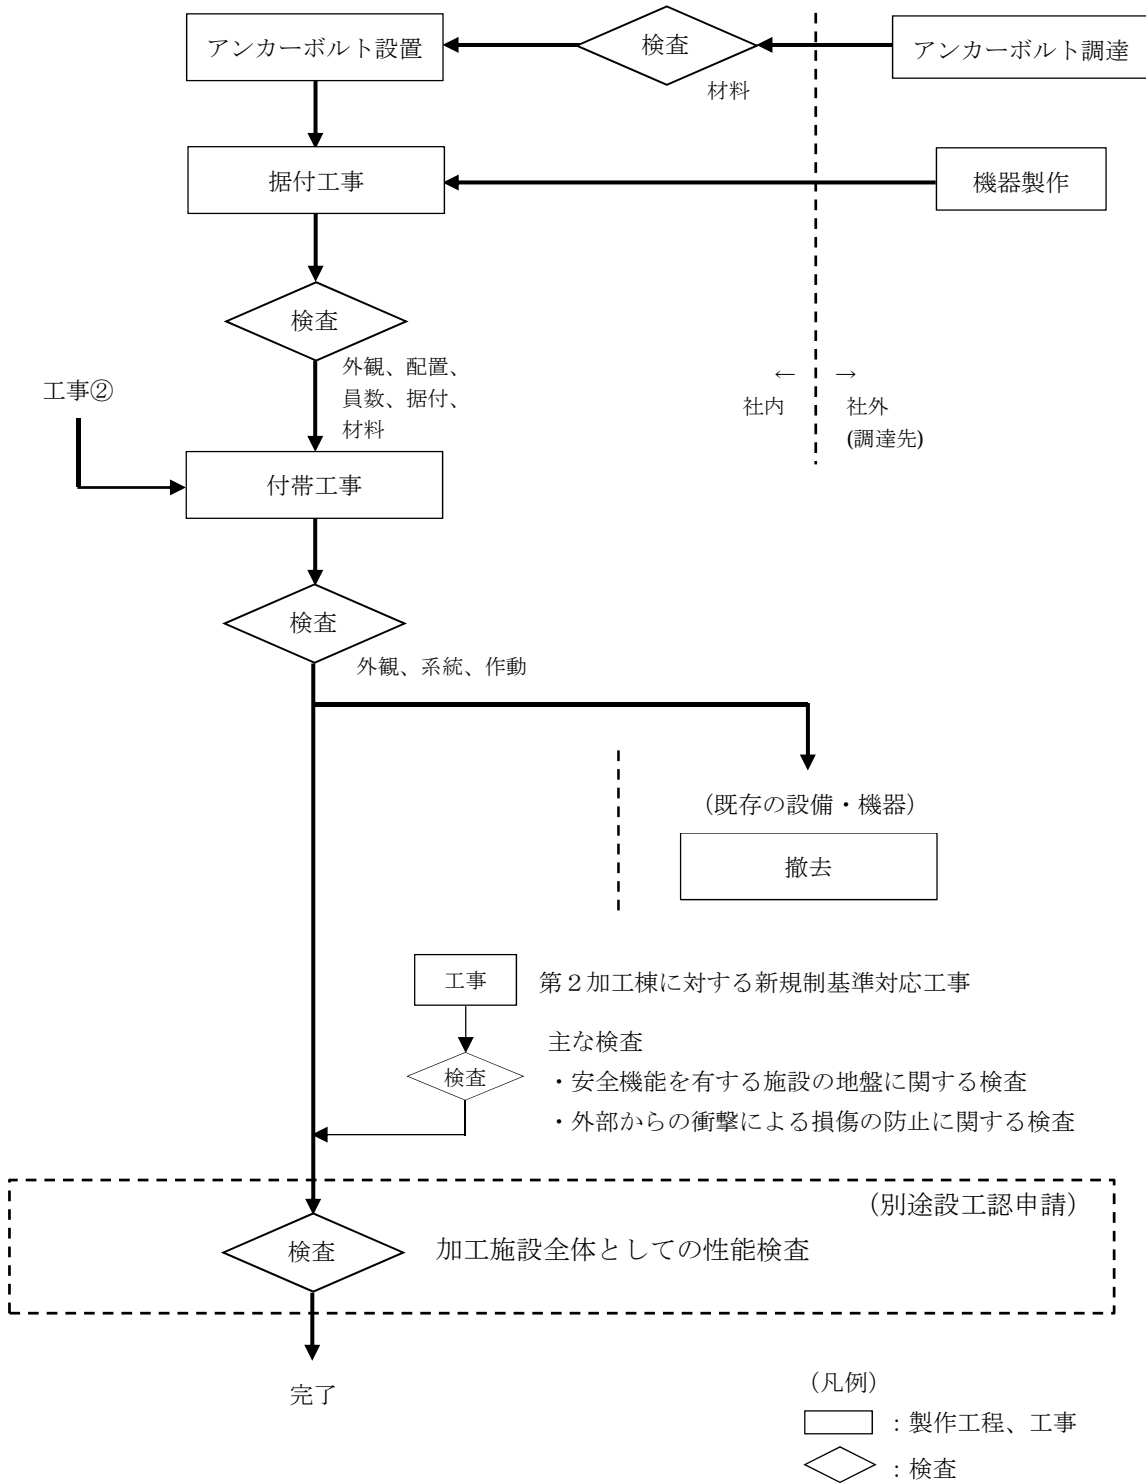 アンカーボルト設置
検査
アンカーボルト調達
材料
据付工事
機器製作
検査
外観、配置、
員数、据付、
材料
← →
社内 社外
(調達先)
工事②
付帯工事
検査
外観、系統、作動
(既存の設備・機器)
撤去
工事
第2加工棟に対する新規制基準対応工事
主な検査
検査
・安全機能を有する施設の地盤に関する検査
・外部からの衝撃による損傷の防止に関する検査
(別途設工認申請)
検査
加工施設全体としての性能検査
完了
(凡例)
:製作工程、工事
:検査